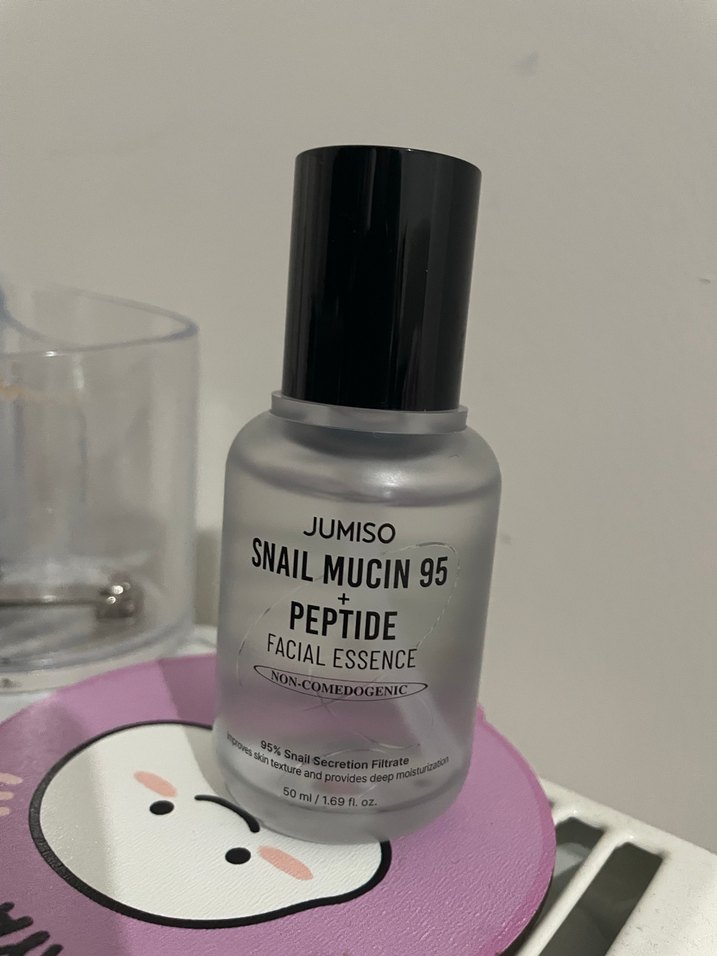 JUMISO
SNAIL MUCIN 95
+
PEPTIDE
FACIAL ESSENCE
NON-COMEDOGENIC
95% Snail Secretion Filtrate
Improves skin texture and provides deep moisturization
50 ml / 1.69 fl. oz.